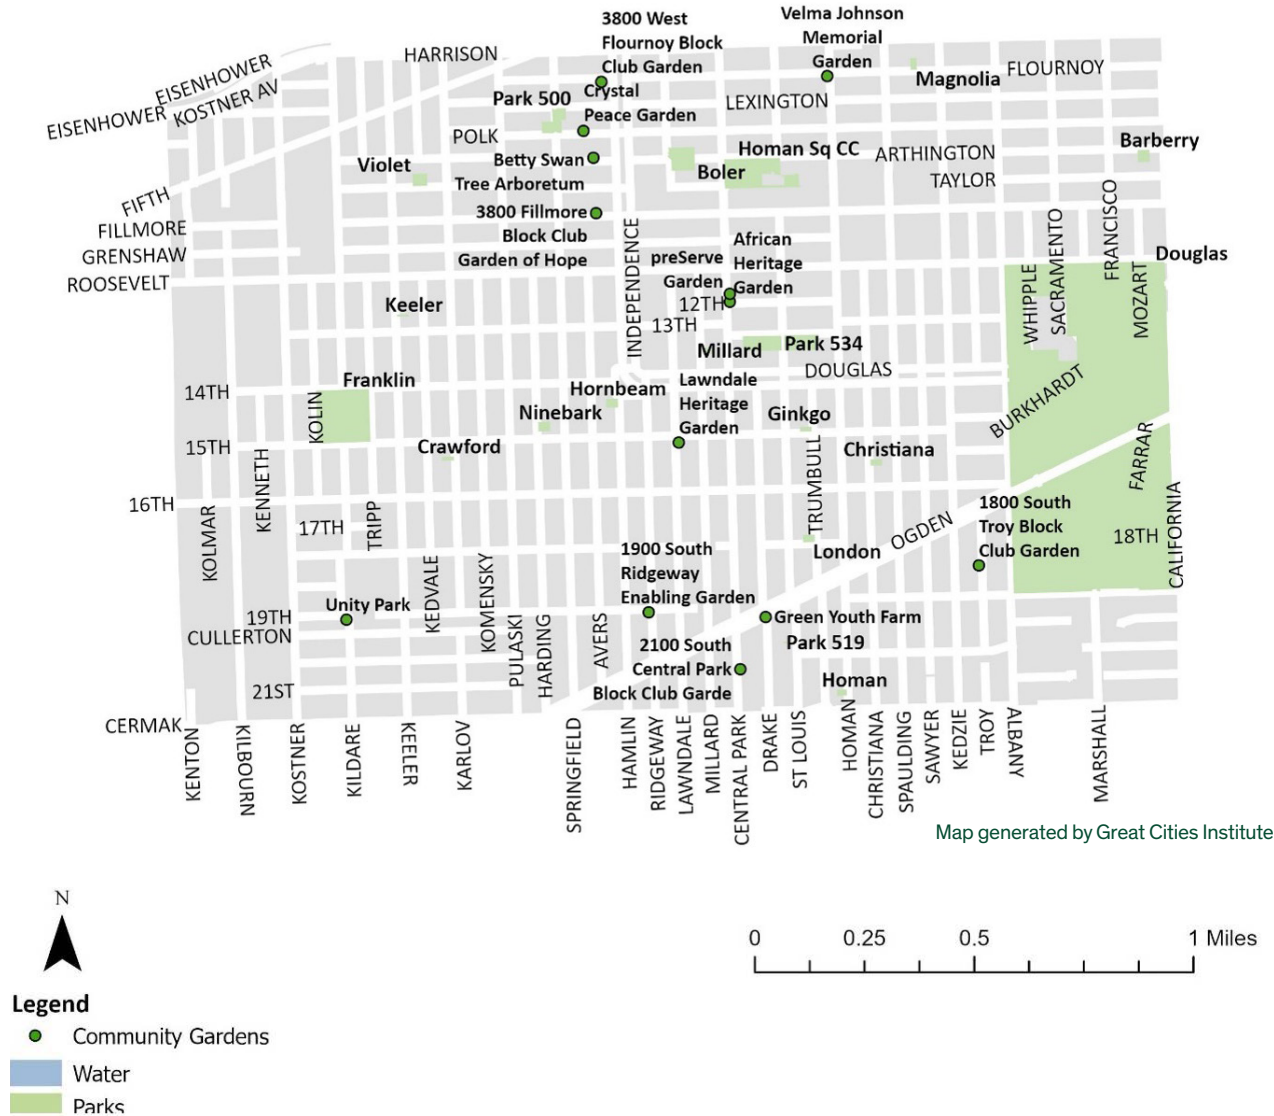 3800 West
Flournoy Block
Club Garden
Velma Johnson
Memorial
Garden
HARRISON
EISENHOWER
EISENHOWER
KOSTNER AV
Magnolia
FLOURNOY
Crystal
Peace Garden
Park 500
LEXINGTON
POLK
Barberry
Violet
Betty Swan
Tree Arboretum
Homan Sq CC
Boler
ARTHINGTON
TAYLOR
FIFTH
FILLMORE
GRENSHAW
ROOSEVELT
3800 Fillmore
Block Club
Garden of Hope
INDEPENDENCE
preServe
Garden
African
Heritage
Garden
12TH
13TH
WHIPPLE
SACRAMENTO
FRANCISCO
MOZART
Douglas
Keeler
Millard
Park 534
DOUGLAS
14TH
Franklin
KOLIN
Hornbeam
Ninebark
Lawndale
Heritage
Garden
Ginkgo
BURKHARDT
15TH
Crawford
Christiana
TRUMBULL
FARRAR
KENNETH
16TH
KOLMAR
17TH
TRIPP
OGDEN
1800 South
Troy Block
Club Garden
18TH
CALIFORNIA
London
1900 South
Ridgeway
Enabling Garden
KEDVALE
KOMENSKY
19TH
Unity Park
CULLERTON
PULASKI
HARDING
AVERS
Green Youth Farm
Park 519
2100 South
Central Park
Block Club Garde
Homan
21ST
CERMAK
KENTON
KILBOURN
KOSTNER
KILDARE
KEELER
KARLOV
SPRINGFIELD
HAMLIN
RIDGEWAY
LAWNDALE
MILLARD
CENTRAL PARK
DRAKE
ST LOUIS
HOMAN
CHRISTIANA
SPAULDING
SAWYER
KEDZIE
TROY
ALBANY
MARSHALL
Map generated by Great Cities Institute
N
0 0.25 0.5 1 Miles
Legend
Community Gardens
Water
Parks